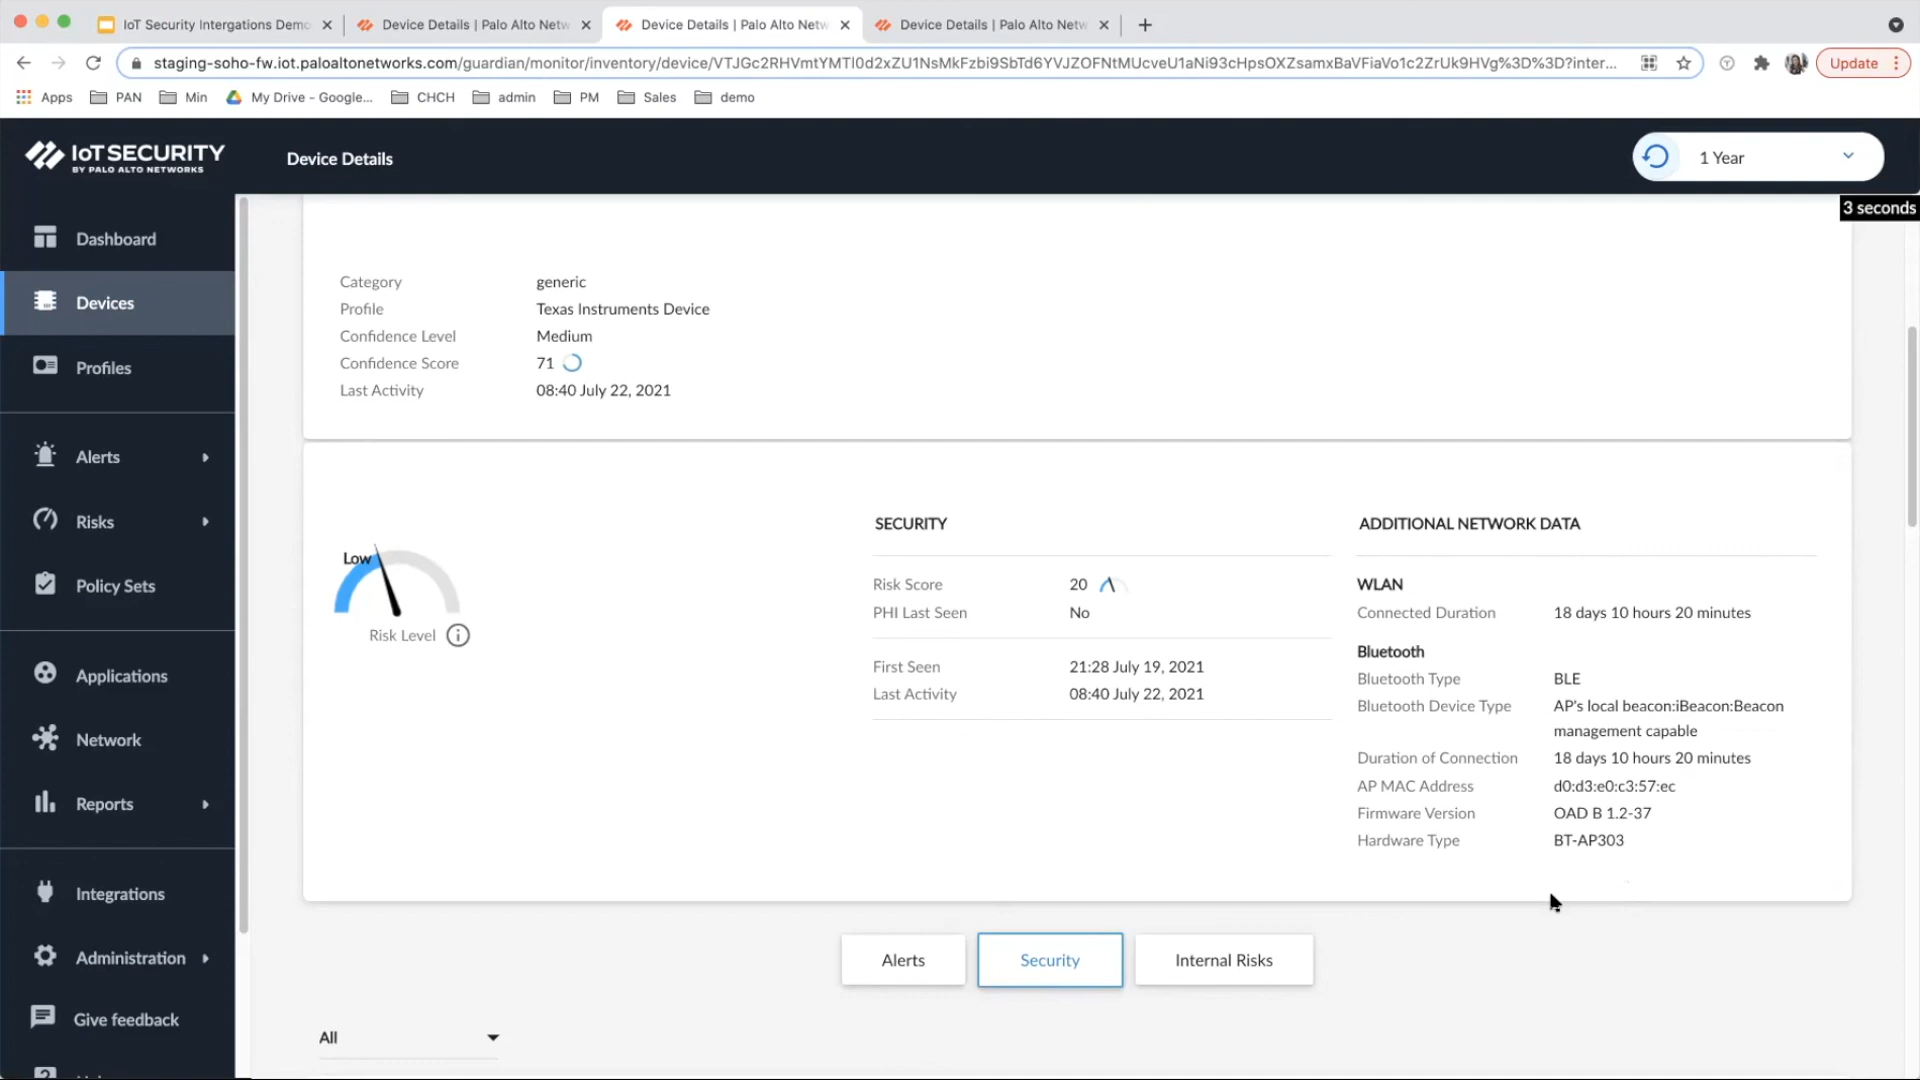 IoT Security Intergations Demo
Device Details | Palo Alto Netw
Device Details | Palo Alto Netw
Device Details | Palo Alto Netw
staging-soho-fw.iot.paloaltonetworks.com/guardian/monitor/inventory/device/VTJGc2RHVmtYMTl0d2xZU1NsMkFzbi9SbTd6YVJZOFNtMUcveU1aNi93cHpsOXZsamxBaVFiaVo1c2ZrUk9HVg%3D%3D?inter...
Update
Apps
PAN
Min
My Drive - Google...
CHCH
admin
PM
Sales
demo
IoT SECURITY
BY PALO ALTO NETWORKS
Device Details
1 Year
3 seconds
Dashboard
Devices
Profiles
Alerts
Risks
Policy Sets
Applications
Network
Reports
Integrations
Administration
Give feedback
Category generic
Profile Texas Instruments Device
Confidence Level Medium
Confidence Score 71
Last Activity 08:40 July 22, 2021
Low
Risk Level
SECURITY
Risk Score 20
PHI Last Seen No
First Seen 21:28 July 19, 2021
Last Activity 08:40 July 22, 2021
ADDITIONAL NETWORK DATA
WLAN
Connected Duration 18 days 10 hours 20 minutes
Bluetooth
Bluetooth Type BLE
Bluetooth Device Type AP's local beacon:iBeacon:Beacon
management capable
Duration of Connection 18 days 10 hours 20 minutes
AP MAC Address d0:d3:e0:c3:57:ec
Firmware Version OAD B 1.2-37
Hardware Type BT-AP303
Alerts
Security
Internal Risks
All